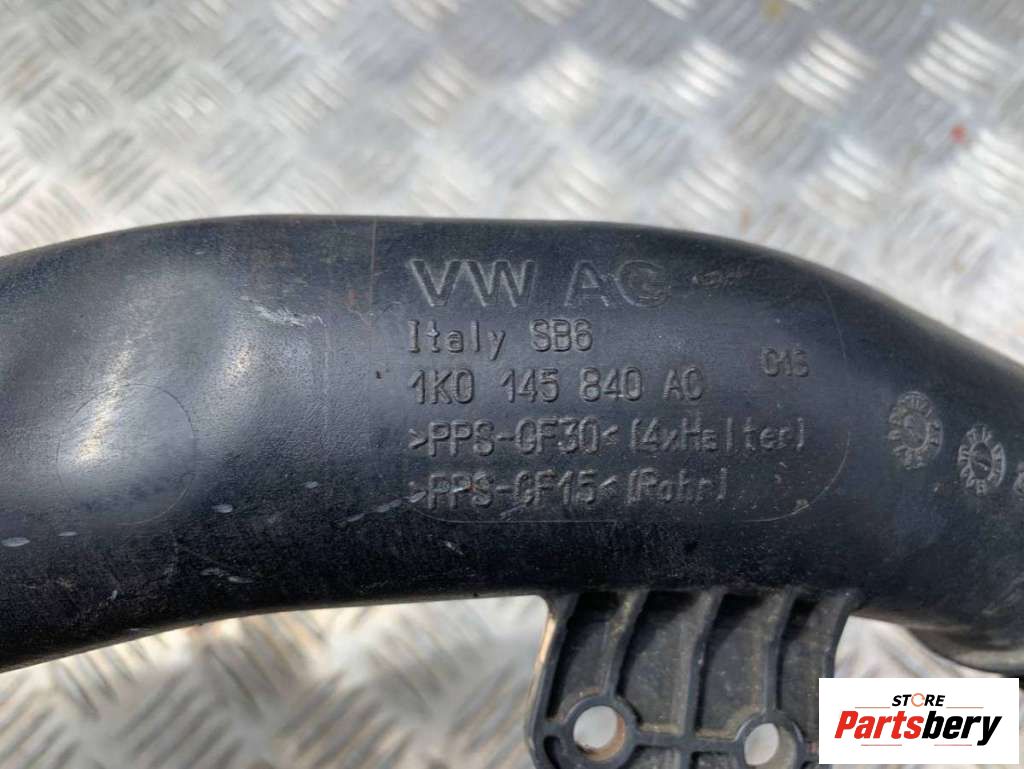 VW AG
Italy SB6
1K0 145 840 AC
>PPS-GF30< (4xHalter)
>PPS-GF15< (Rohr)
STORE
Partsbery